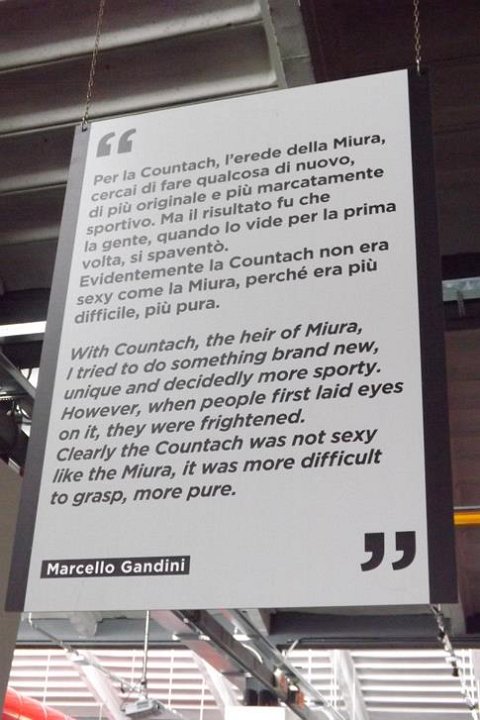 “
Per la Countach, l'erede della Miura,
cercai di fare qualcosa di nuovo,
di più originale e più marcatamente
sportivo. Ma il risultato fu che
la gente, quando lo vide per la prima
volta, si spaventò.
Evidentemente la Countach non era
sexy come la Miura, perché era più
difficile, più pura.
With Countach, the heir of Miura,
I tried to do something brand new,
unique and decidedly more sporty.
However, when people first laid eyes
on it, they were frightened.
Clearly the Countach was not sexy
like the Miura, it was more difficult
to grasp, more pure.
”
Marcello Gandini